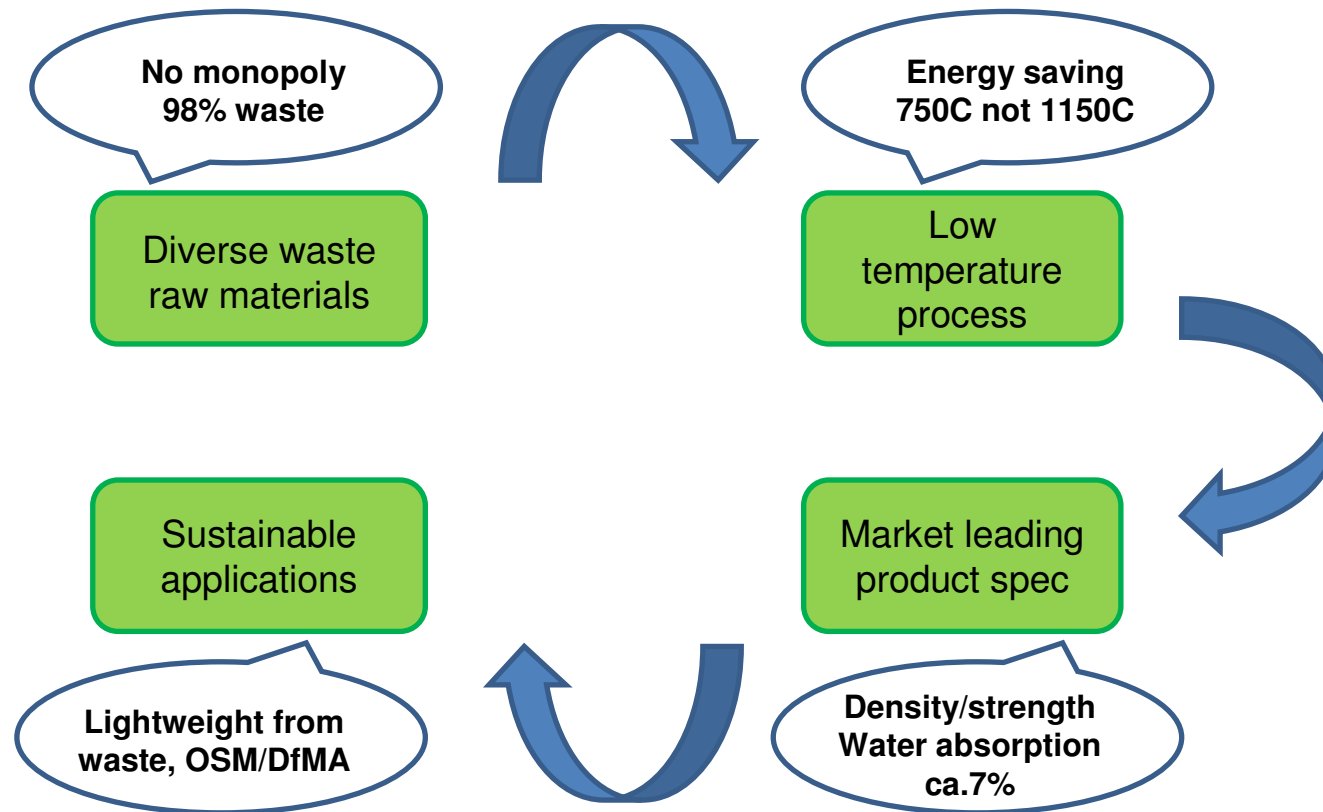 No monopoly
98% waste
Energy saving
750C not 1150C
Diverse waste
raw materials
Low
temperature
process
Sustainable
applications
Market leading
product spec
Lightweight from
waste, OSM/DfMA
Density/strength
Water absorption
ca.7%